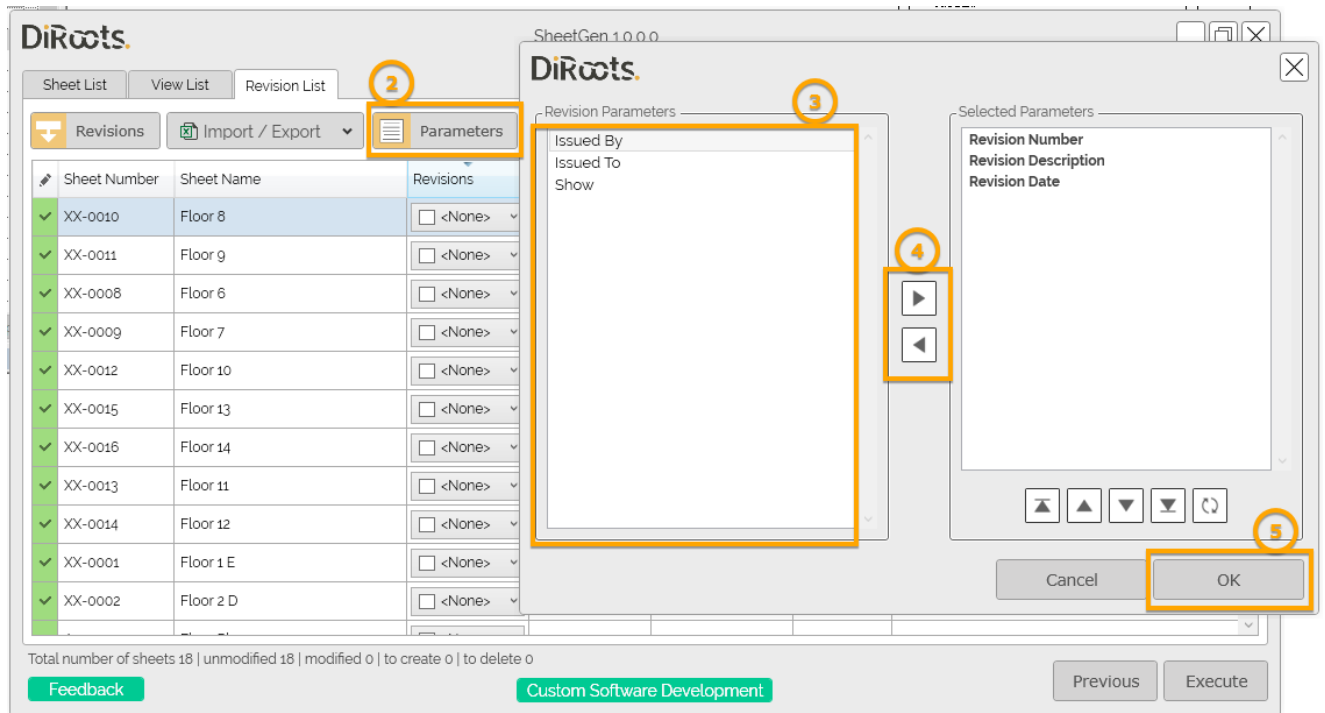 DiRoots.
SheetGen 1.0.0.0
Sheet List
View List
Revision List
2
Revisions
Import / Export
Parameters
Sheet Number Sheet Name Revisions
XX-0010 Floor 8 <None>
XX-0011 Floor 9 <None>
XX-0008 Floor 6 <None>
XX-0009 Floor 7 <None>
XX-0012 Floor 10 <None>
XX-0015 Floor 13 <None>
XX-0016 Floor 14 <None>
XX-0013 Floor 11 <None>
XX-0014 Floor 12 <None>
XX-0001 Floor 1 E <None>
XX-0002 Floor 2 D <None>
DiRoots.
Revision Parameters
3
Issued By
Issued To
Show
4
Selected Parameters
Revision Number
Revision Description
Revision Date
5
Cancel
OK
Total number of sheets 18 | unmodified 18 | modified 0 | to create 0 | to delete 0
Feedback
Custom Software Development
Previous
Execute